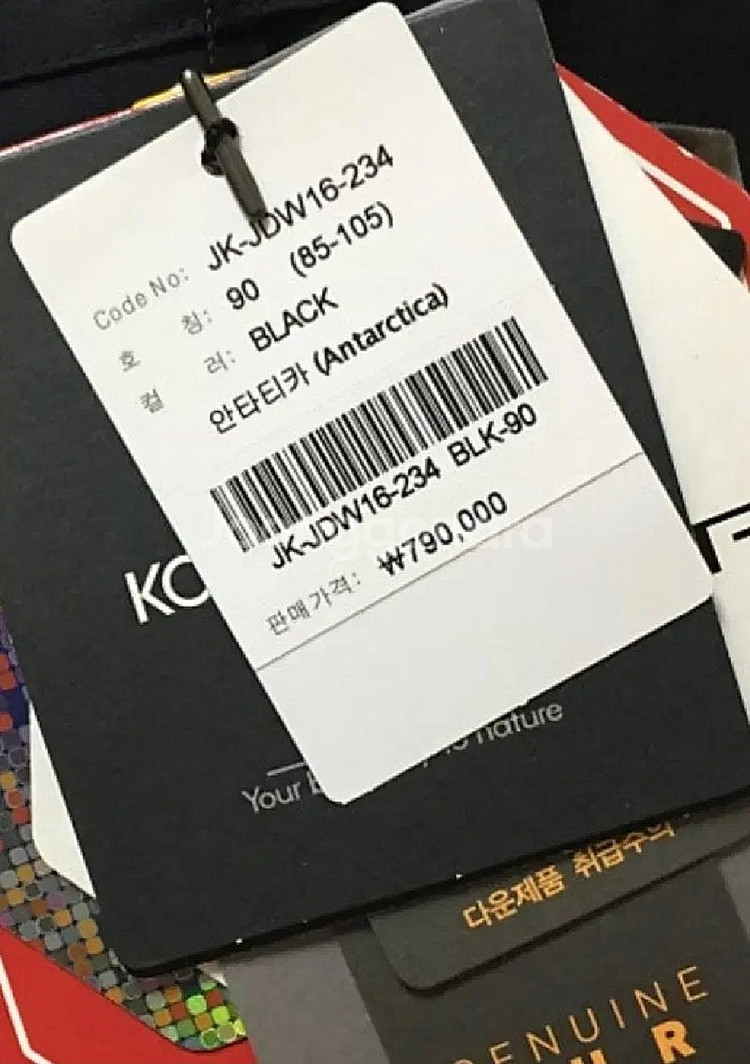 Code No: JK-JDW16-234
호 칭: 90 (85-105)
컬 러: BLACK
안타티카 (Antarctica)
JK-JDW16-234 BLK-90
판매가격: ₩790,000
KO
Your nature
다운제품 취급주의
GENUINE
R